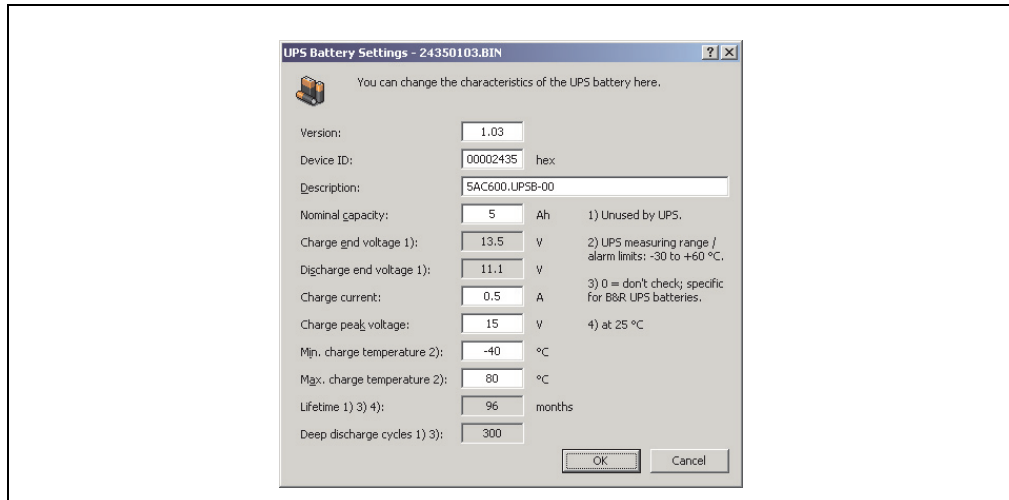 UPS Battery Settings - 24350103.BIN
You can change the characteristics of the UPS battery here.
Version: 1.03
Device ID: 00002435 hex
Description: 5AC600.UPSB-00
Nominal capacity: 5 Ah 1) Unused by UPS.
Charge end voltage 1): 13.5 V 2) UPS measuring range /
alarm limits: -30 to +60 °C.
Discharge end voltage 1): 11.1 V
3) 0 = don't check; specific
Charge current: 0.5 A for B&R UPS batteries.
Charge peak voltage: 15 V 4) at 25 °C
Min. charge temperature 2): -40 °C
Max. charge temperature 2): 80 °C
Lifetime 1) 3) 4): 96 months
Deep discharge cycles 1) 3): 300
OK Cancel